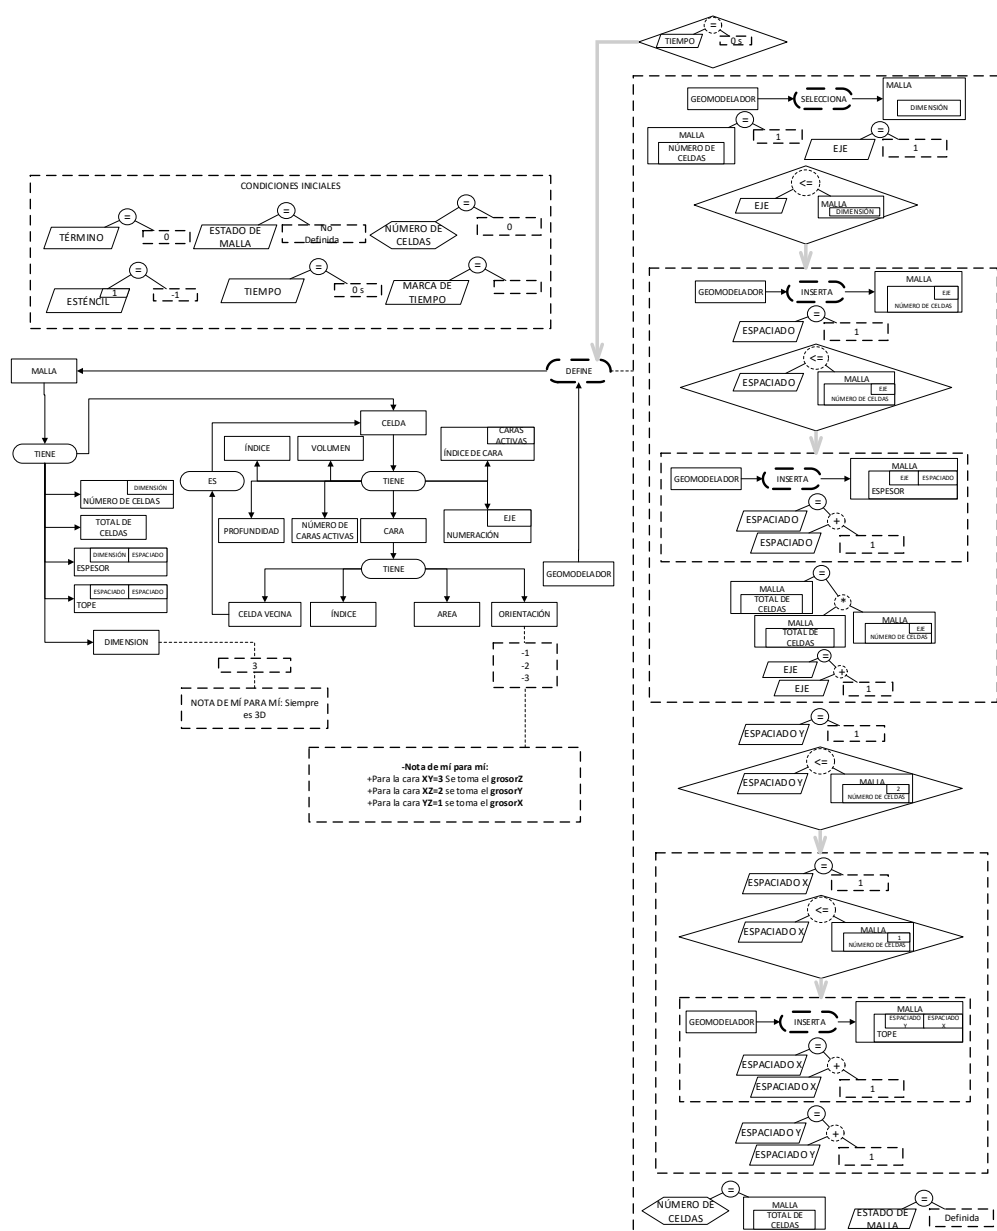 =
TIEMPO
0 s
GEOMODELADOR
SELECCIONA
MALLA
DIMENSIÓN
=
MALLA
NÚMERO DE
CELDAS
1
=
EJE
1
<=
EJE
MALLA
DIMENSIÓN
CONDICIONES INICIALES
=
TÉRMINO
0
=
ESTADO DE
MALLA
No
Definida
=
NÚMERO DE
CELDAS
0
=
1
ESTÉNCIL
-1
=
TIEMPO
0 s
=
MARCA DE
TIEMPO
-
GEOMODELADOR
INSERTA
MALLA
EJE
NÚMERO DE CELDAS
=
ESPACIADO
1
<=
ESPACIADO
MALLA
EJE
NÚMERO DE CELDAS
GEOMODELADOR
INSERTA
MALLA
EJE
ESPACIADO
ESPESOR
=
ESPACIADO
+
ESPACIADO
1
=
MALLA
TOTAL DE
CELDAS
*
MALLA
TOTAL DE
CELDAS
MALLA
EJE
NÚMERO DE CELDAS
=
EJE
+
EJE
1
MALLA
DEFINE
TIENE
CELDA
ÍNDICE
VOLUMEN
CARAS
ACTIVAS
ÍNDICE DE CARA
ES
TIENE
DIMENSIÓN
NÚMERO DE CELDAS
TOTAL DE
CELDAS
DIMENSIÓN
ESPACIADO
ESPESOR
ESPACIADO
ESPACIADO
TOPE
PROFUNDIDAD
NÚMERO DE
CARAS ACTIVAS
CARA
EJE
NUMERACIÓN
TIENE
GEOMODELADOR
CELDA VECINA
ÍNDICE
AREA
ORIENTACIÓN
DIMENSION
3
NOTA DE MÍ PARA MÍ: Siempre
es 3D
-1
-2
-3
-Nota de mí para mí:
+Para la cara XY=3 Se toma el grosorZ
+Para la cara XZ=2 se toma el grosorY
+Para la cara YZ=1 se toma el grosorX
=
ESPACIADO Y
1
<=
ESPACIADO Y
MALLA
2
NÚMERO DE CELDAS
=
ESPACIADO X
1
<=
ESPACIADO X
MALLA
1
NÚMERO DE CELDAS
GEOMODELADOR
INSERTA
MALLA
ESPACIADO
Y
ESPACIADO
X
TOPE
=
ESPACIADO X
+
ESPACIADO X
1
=
ESPACIADO Y
+
ESPACIADO Y
1
=
NÚMERO DE
CELDAS
MALLA
TOTAL DE
CELDAS
=
ESTADO DE
MALLA
Definida